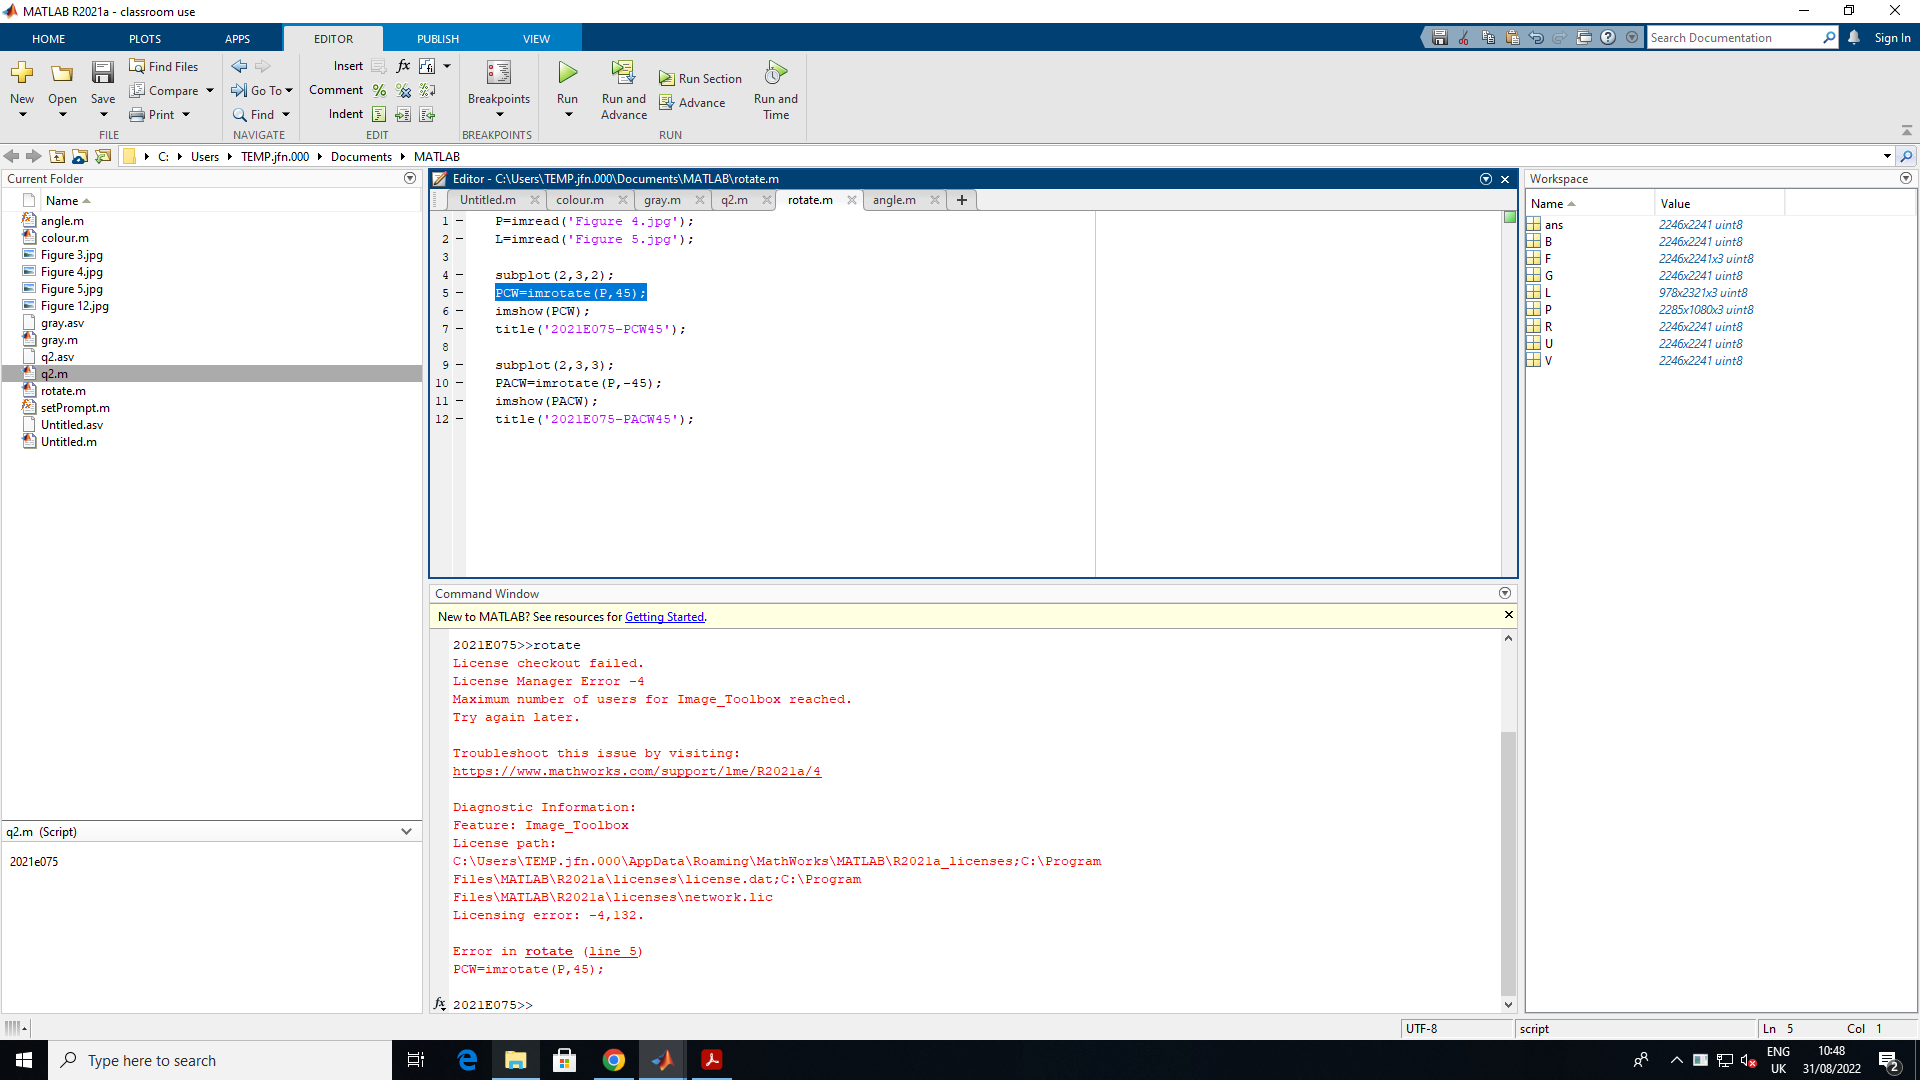 MATLAB R2021a - classroom use
HOME PLOTS APPS EDITOR PUBLISH VIEW
Search Documentation
Sign In
New Open Save
Find Files
Compare
Print
FILE
Go To
Find
NAVIGATE
Insert fx
Comment
Indent
EDIT
Breakpoints
BREAKPOINTS
Run
Run and Advance
Run Section
Advance
Run and Time
RUN
C: Users TEMP.jfn.000 Documents MATLAB
Current Folder
Name
angle.m
colour.m
Figure 3.jpg
Figure 4.jpg
Figure 5.jpg
Figure 12.jpg
gray.asv
gray.m
q2.asv
q2.m
rotate.m
setPrompt.m
Untitled.asv
Untitled.m
q2.m (Script)
2021e075
Editor - C:\Users\TEMP.jfn.000\Documents\MATLAB\rotate.m
Untitled.m colour.m gray.m q2.m rotate.m angle.m
1 P=imread('Figure 4.jpg');
2 L=imread('Figure 5.jpg');
3
4 subplot(2,3,2);
5 PCW=imrotate(P,45);
6 imshow(PCW);
7 title('2021E075-PCW45');
8
9 subplot(2,3,3);
10 PACW=imrotate(P,-45);
11 imshow(PACW);
12 title('2021E075-PACW45');
Command Window
New to MATLAB? See resources for Getting Started.
2021E075>>rotate
License checkout failed.
License Manager Error -4
Maximum number of users for Image_Toolbox reached.
Try again later.
Troubleshoot this issue by visiting:
https://www.mathworks.com/support/lme/R2021a/4
Diagnostic Information:
Feature: Image_Toolbox
License path:
C:\Users\TEMP.jfn.000\AppData\Roaming\MathWorks\MATLAB\R2021a_licenses;C:\Program
Files\MATLAB\R2021a\licenses\license.dat;C:\Program
Files\MATLAB\R2021a\licenses\network.lic
Licensing error: -4,132.
Error in rotate (line 5)
PCW=imrotate(P,45);
fx 2021E075>>
Workspace
Name Value
ans 2246x2241 uint8
B 2246x2241 uint8
F 2246x2241x3 uint8
G 2246x2241 uint8
L 978x2321x3 uint8
P 2285x1080x3 uint8
R 2246x2241 uint8
U 2246x2241 uint8
V 2246x2241 uint8
UTF-8 script Ln 5 Col 1
Type here to search
ENG
UK
10:48
31/08/2022
2